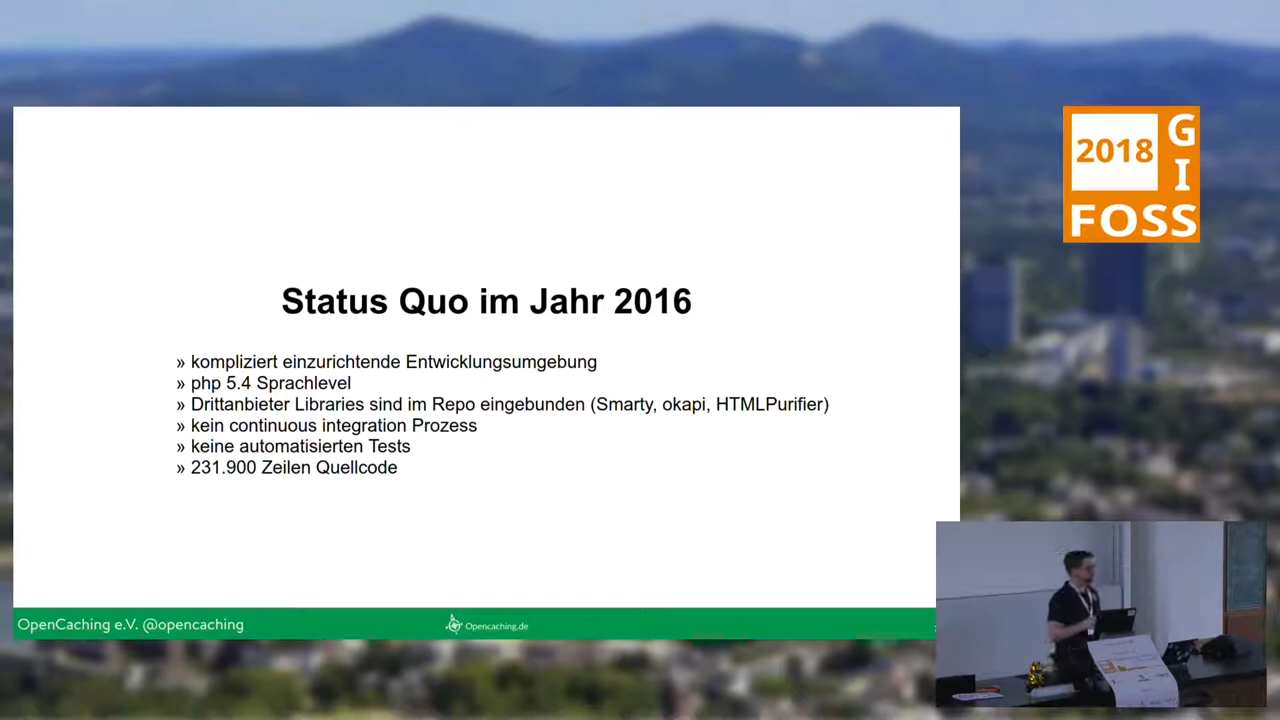 Status Quo im Jahr 2016
» kompliziert einzurichtende Entwicklungsumgebung
» php 5.4 Sprachlevel
» Drittanbieter Libraries sind im Repo eingebunden (Smarty, okapi, HTMLPurifier)
» kein continuous integration Prozess
» keine automatisierten Tests
» 231.900 Zeilen Quellcode
OpenCaching e.V. @opencaching
Opencaching.de
2018
G
I
FOSS